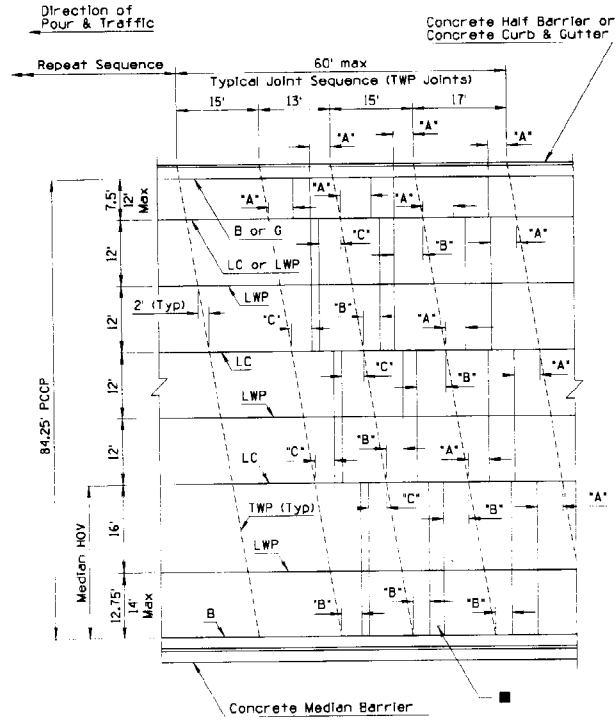 Direction of
Pour & Traffic
Concrete Half Barrier or
Concrete Curb & Gutter
Repeat Sequence
60' max
Typical Joint Sequence (TWP Joints)
15'
13'
15'
17'
"A"
"A"
"A"
7.5'
12'
Max
"A"
"A"
"A"
B or G
"C"
"B"
"A"
12'
LC or LWP
LWP
2' (Typ)
12'
"C"
"B"
"A"
LC
"C"
"B"
"A"
12'
LWP
84.25' PCCP
12'
"C"
"B"
"A"
LC
"C"
"B"
"A"
TWP (Typ)
16'
Median HOV
LWP
12.75'
14'
Max
B
"B"
"B"
"B"
Concrete Median Barrier